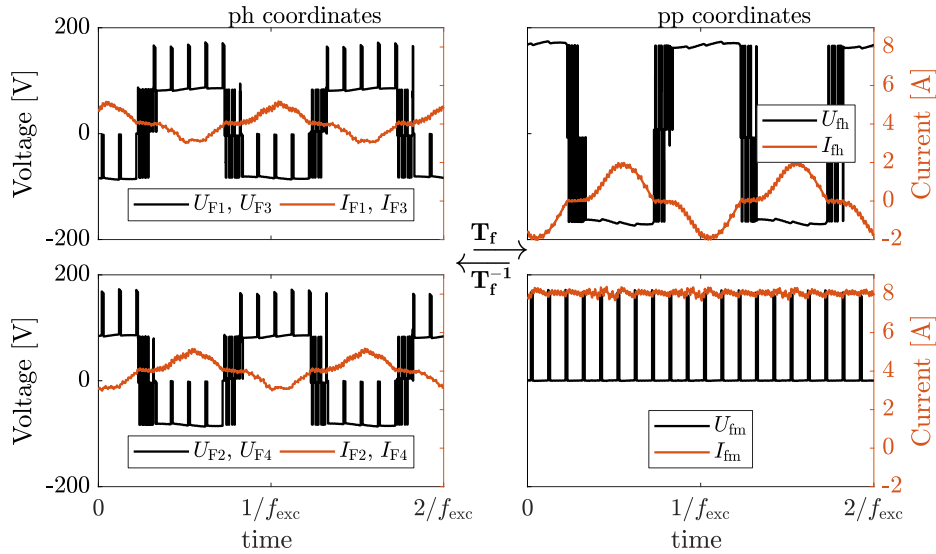 ph coordinates
pp coordinates
200
0
-200
Voltage [V]
U_F1, U_F3 I_F1, I_F3
8
6
4
2
0
-2
Current [A]
U_fh
I_fh
T_f
T_f^-1
200
0
-200
Voltage [V]
U_F2, U_F4 I_F2, I_F4
0 1/f_exc 2/f_exc
time
8
6
4
2
0
-2
Current [A]
U_fm
I_fm
0 1/f_exc 2/f_exc
time